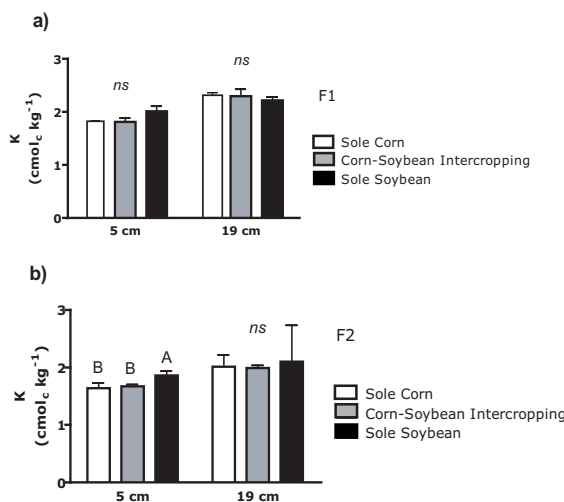 a)
3
2
1
0
K
(cmolc kg-1)
ns
ns
5 cm
19 cm
F1
Sole Corn
Corn-Soybean Intercropping
Sole Soybean
b)
3
2
1
0
K
(cmolc kg-1)
B
B
A
ns
5 cm
19 cm
F2
Sole Corn
Corn-Soybean Intercropping
Sole Soybean